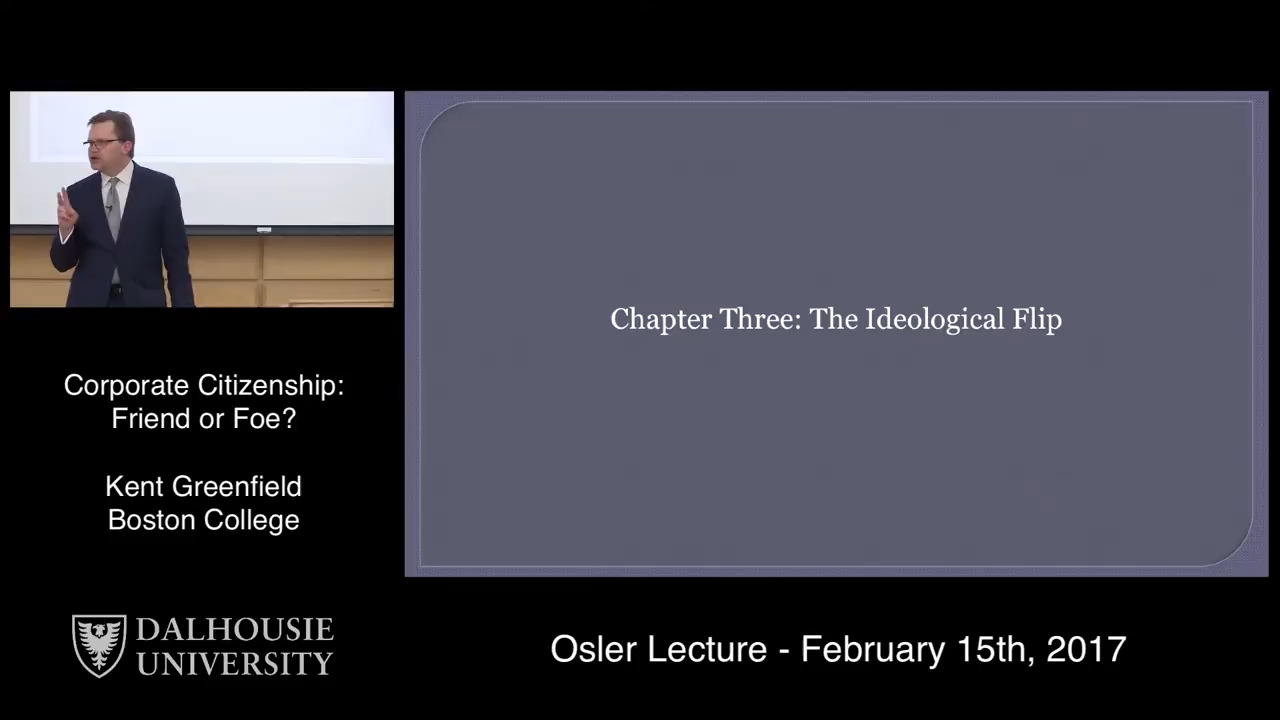 Chapter Three: The Ideological Flip
Corporate Citizenship:
Friend or Foe?
Kent Greenfield
Boston College
DALHOUSIE
UNIVERSITY
Osler Lecture - February 15th, 2017